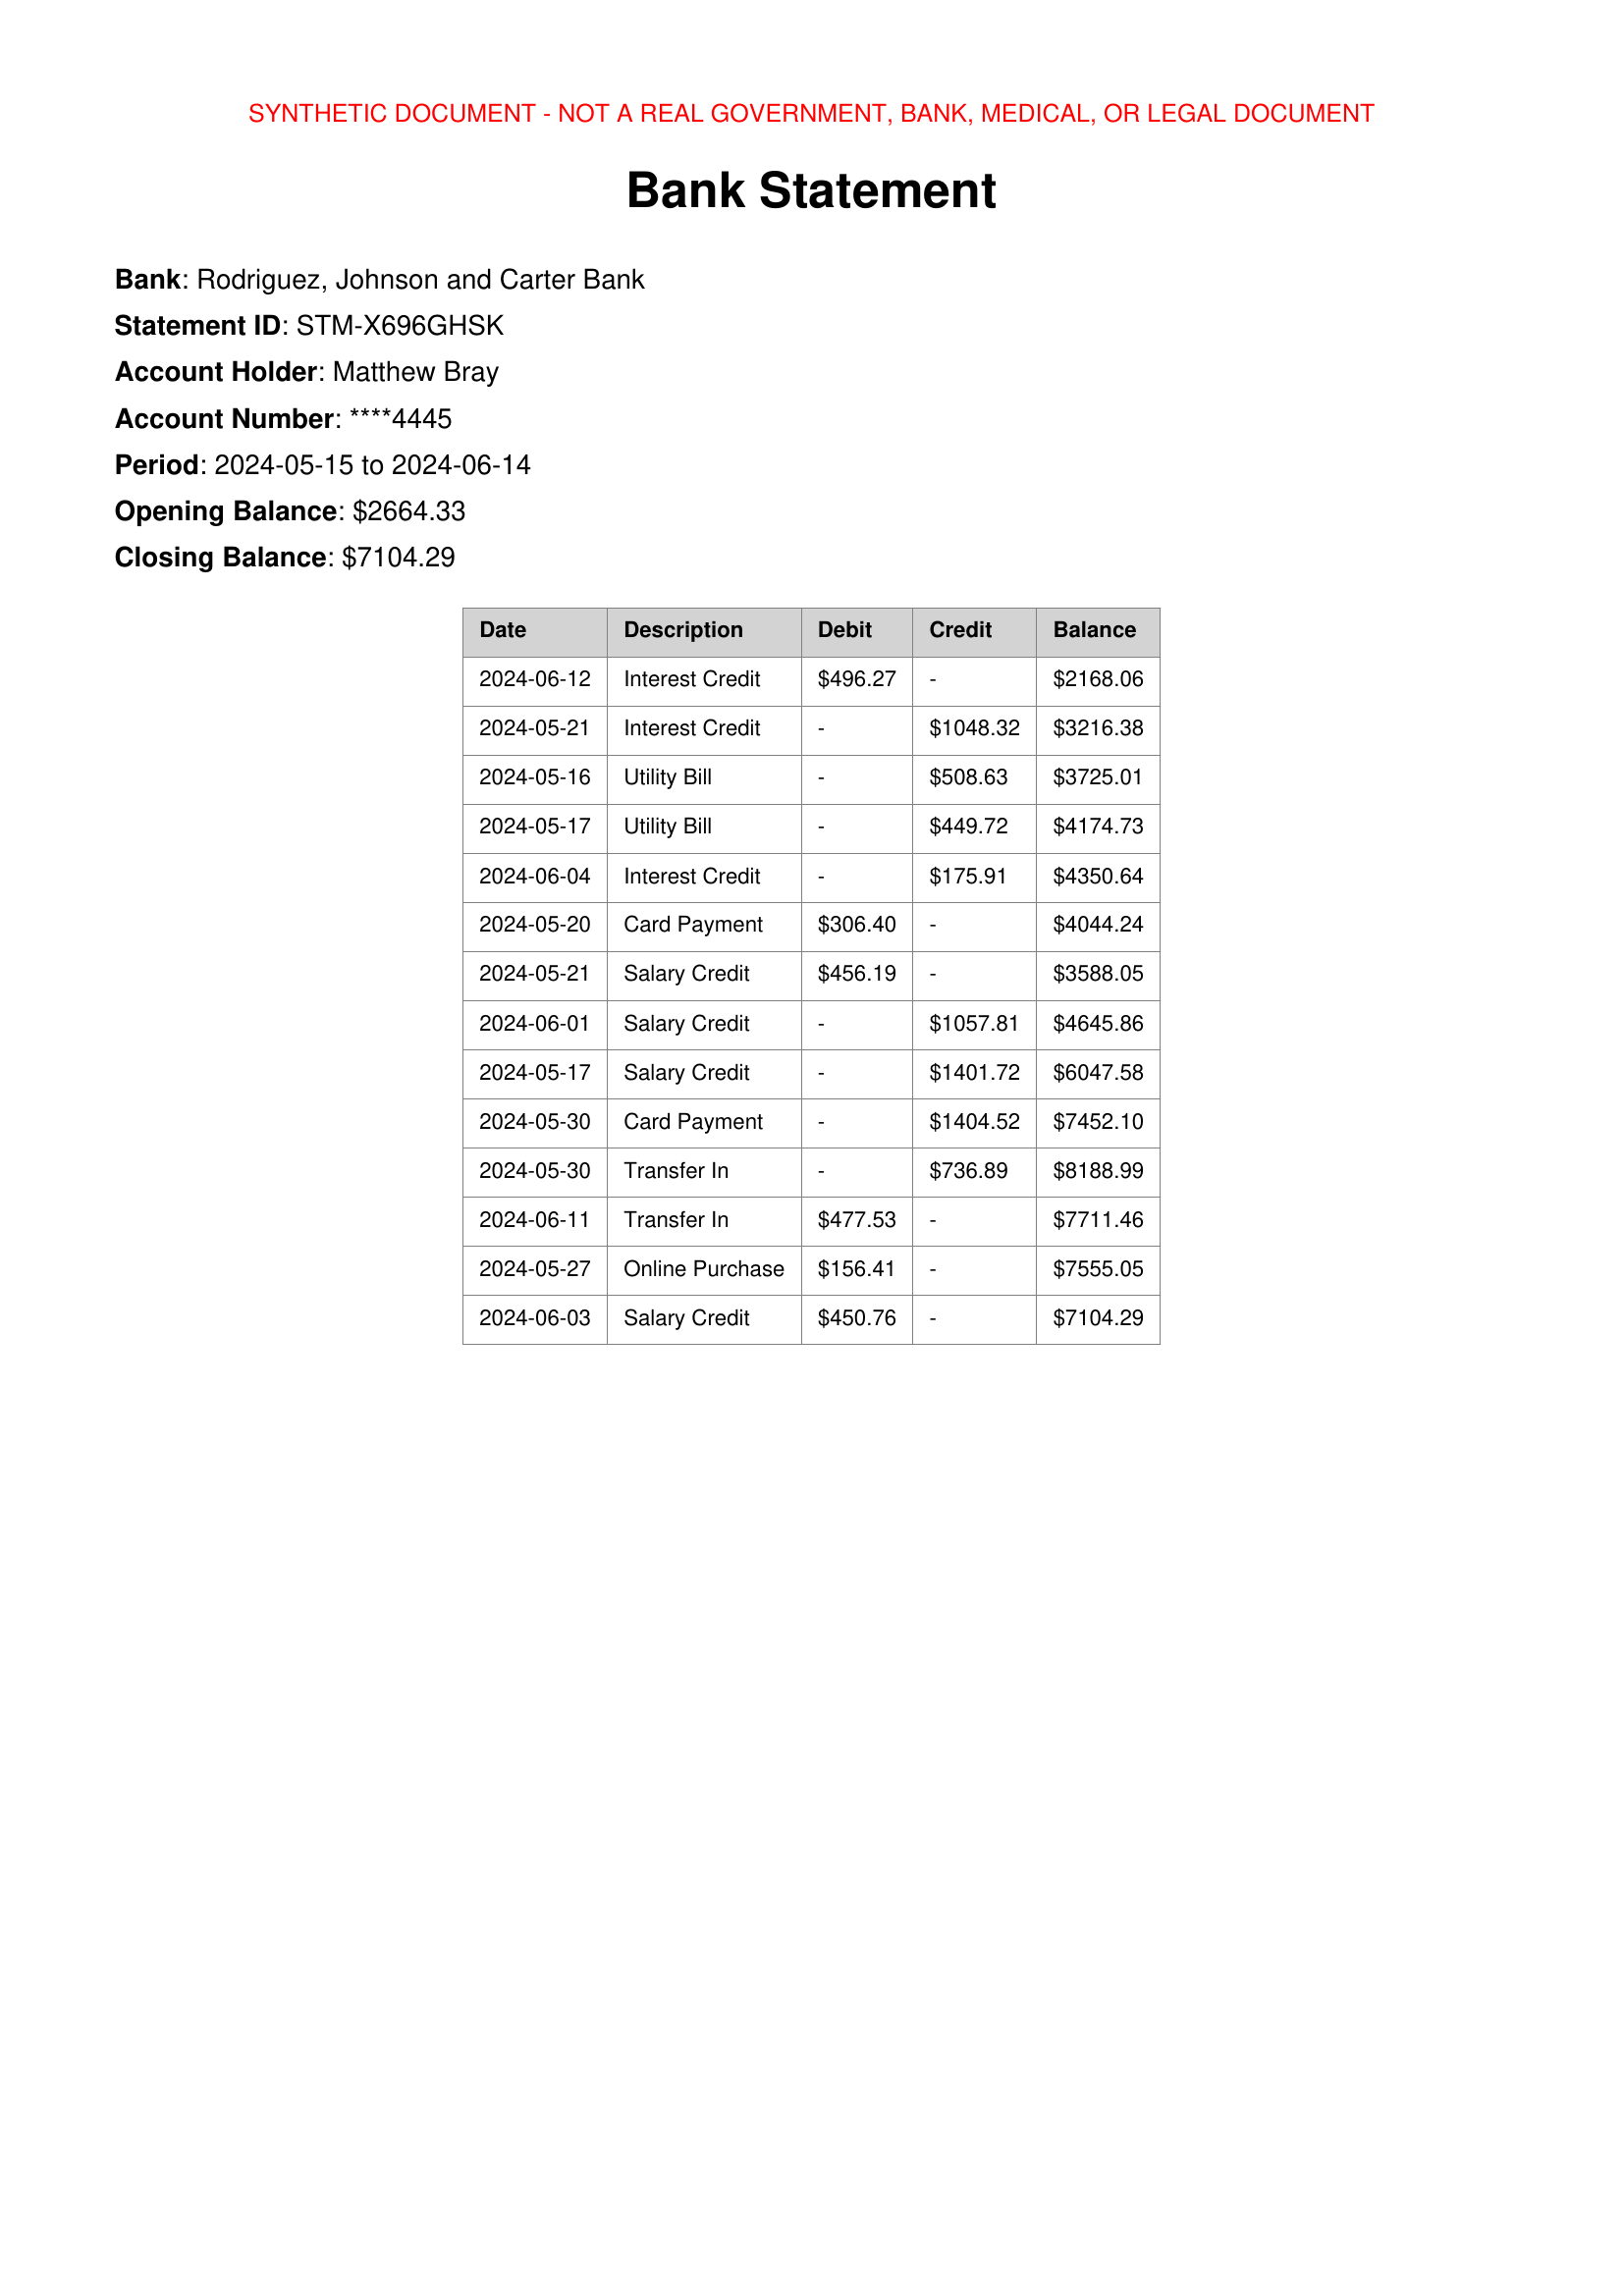 SYNTHETIC DOCUMENT - NOT A REAL GOVERNMENT, BANK, MEDICAL, OR LEGAL DOCUMENT
Bank Statement
Bank: Rodriguez, Johnson and Carter Bank
Statement ID: STM-X696GHSK
Account Holder: Matthew Bray
Account Number: ****4445
Period: 2024-05-15 to 2024-06-14
Opening Balance: $2664.33
Closing Balance: $7104.29
Date Description Debit Credit Balance
2024-06-12 Interest Credit $496.27 - $2168.06
2024-05-21 Interest Credit - $1048.32 $3216.38
2024-05-16 Utility Bill - $508.63 $3725.01
2024-05-17 Utility Bill - $449.72 $4174.73
2024-06-04 Interest Credit - $175.91 $4350.64
2024-05-20 Card Payment $306.40 - $4044.24
2024-05-21 Salary Credit $456.19 - $3588.05
2024-06-01 Salary Credit - $1057.81 $4645.86
2024-05-17 Salary Credit - $1401.72 $6047.58
2024-05-30 Card Payment - $1404.52 $7452.10
2024-05-30 Transfer In - $736.89 $8188.99
2024-06-11 Transfer In $477.53 - $7711.46
2024-05-27 Online Purchase $156.41 - $7555.05
2024-06-03 Salary Credit $450.76 - $7104.29